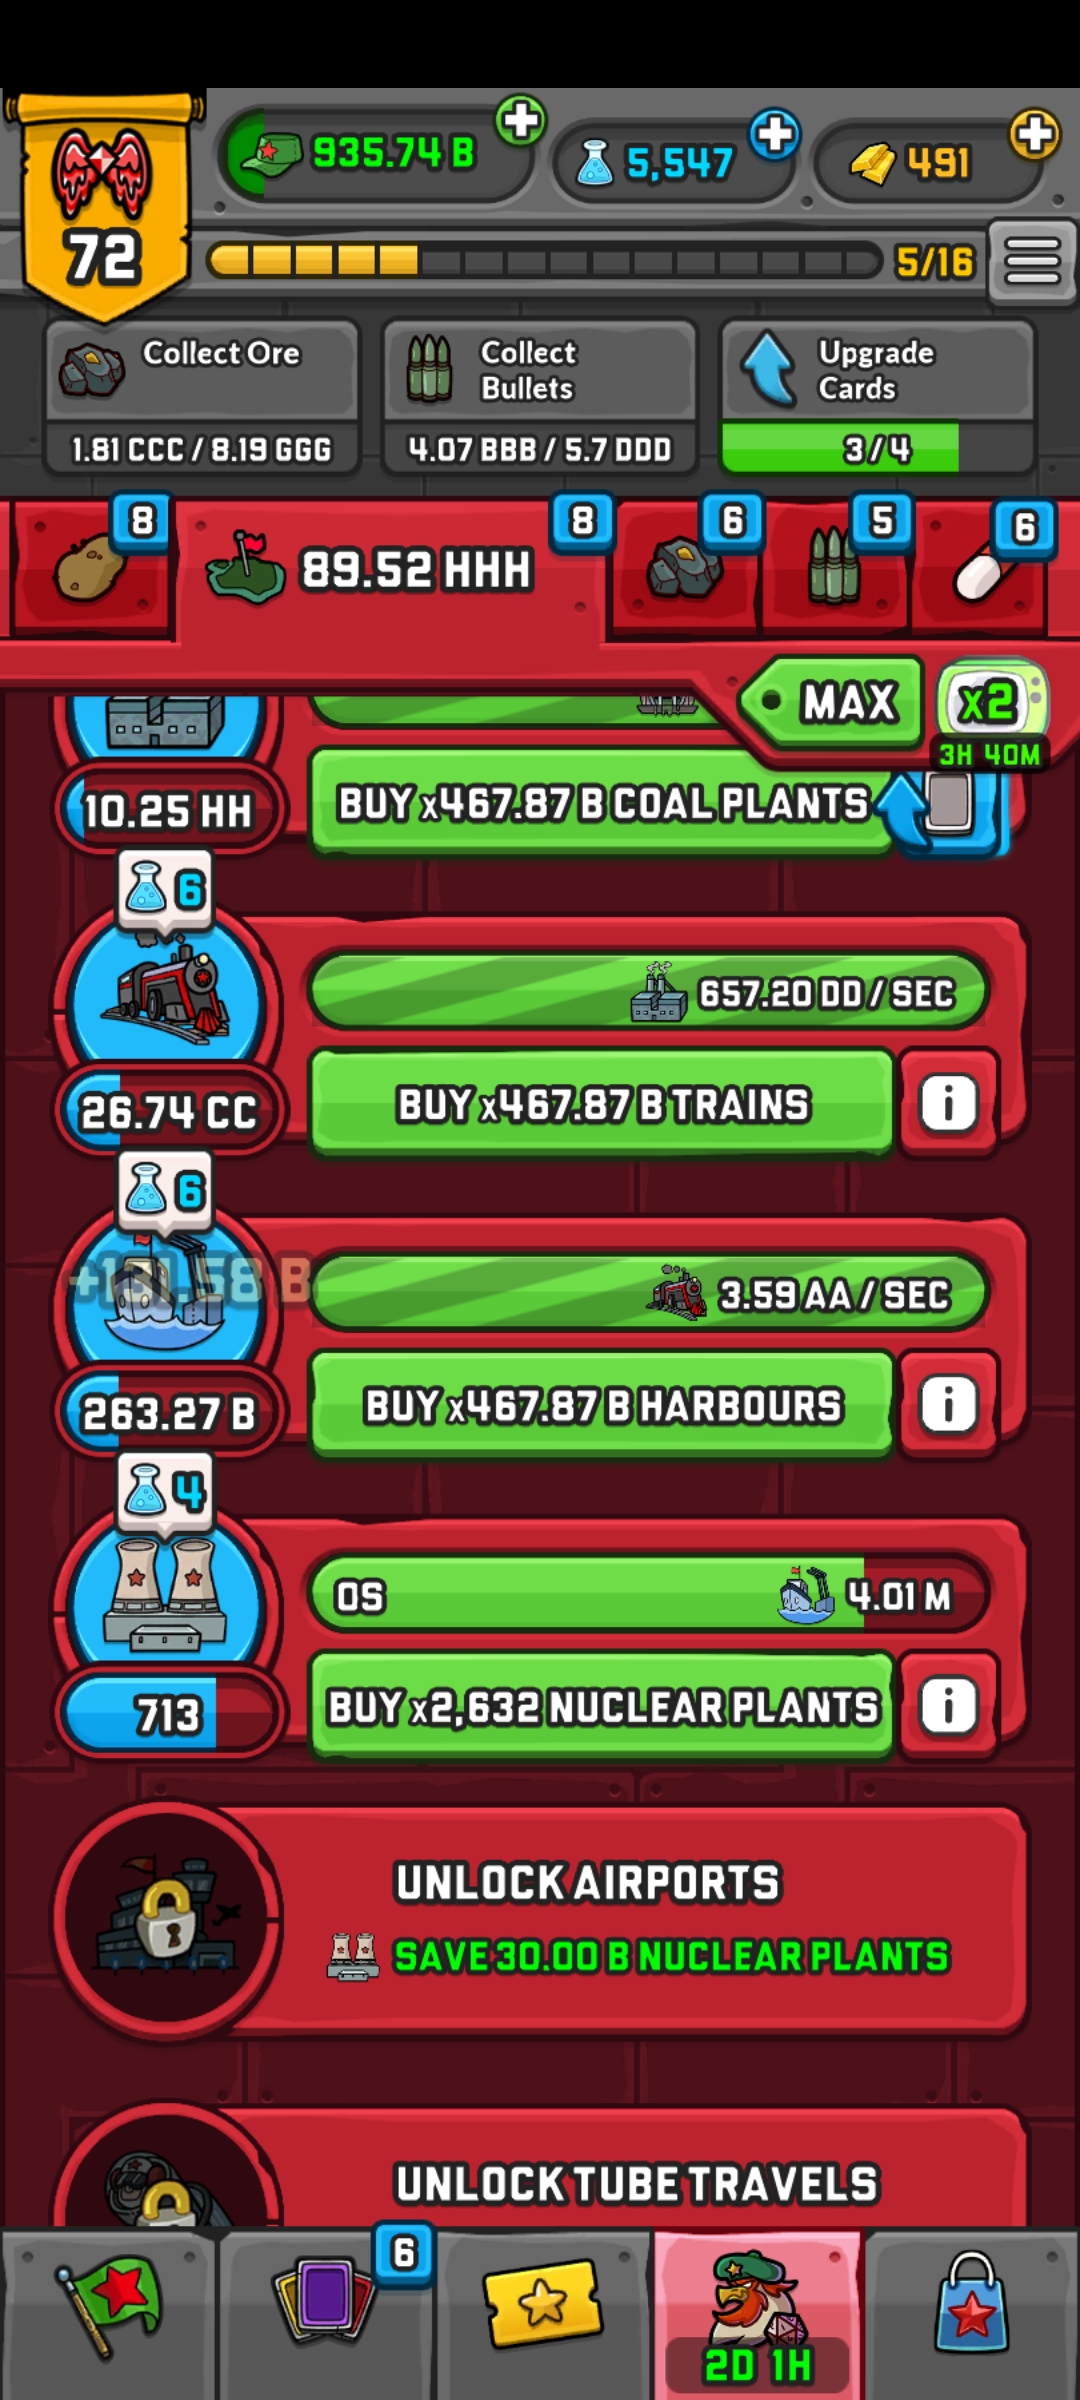 935.74 B
5,547
491
72
5/16
Collect Ore
1.81 CCC / 8.19 GGG
Collect
Bullets
4.07 BBB / 5.7 DDD
Upgrade
Cards
3/4
8
89.52 HHH
8
6
5
6
MAX
x2
3H 40M
10.25 HH
BUY x467.87 B COAL PLANTS
6
657.20 DD / SEC
26.74 CC
BUY x467.87 B TRAINS
i
6
+131.58 B
3.59 AA / SEC
263.27 B
BUY x467.87 B HARBOURS
i
4
0S
4.01 M
713
BUY x2,632 NUCLEAR PLANTS
i
UNLOCK AIRPORTS
SAVE 30.00 B NUCLEAR PLANTS
UNLOCK TUBE TRAVELS
6
2D 1H